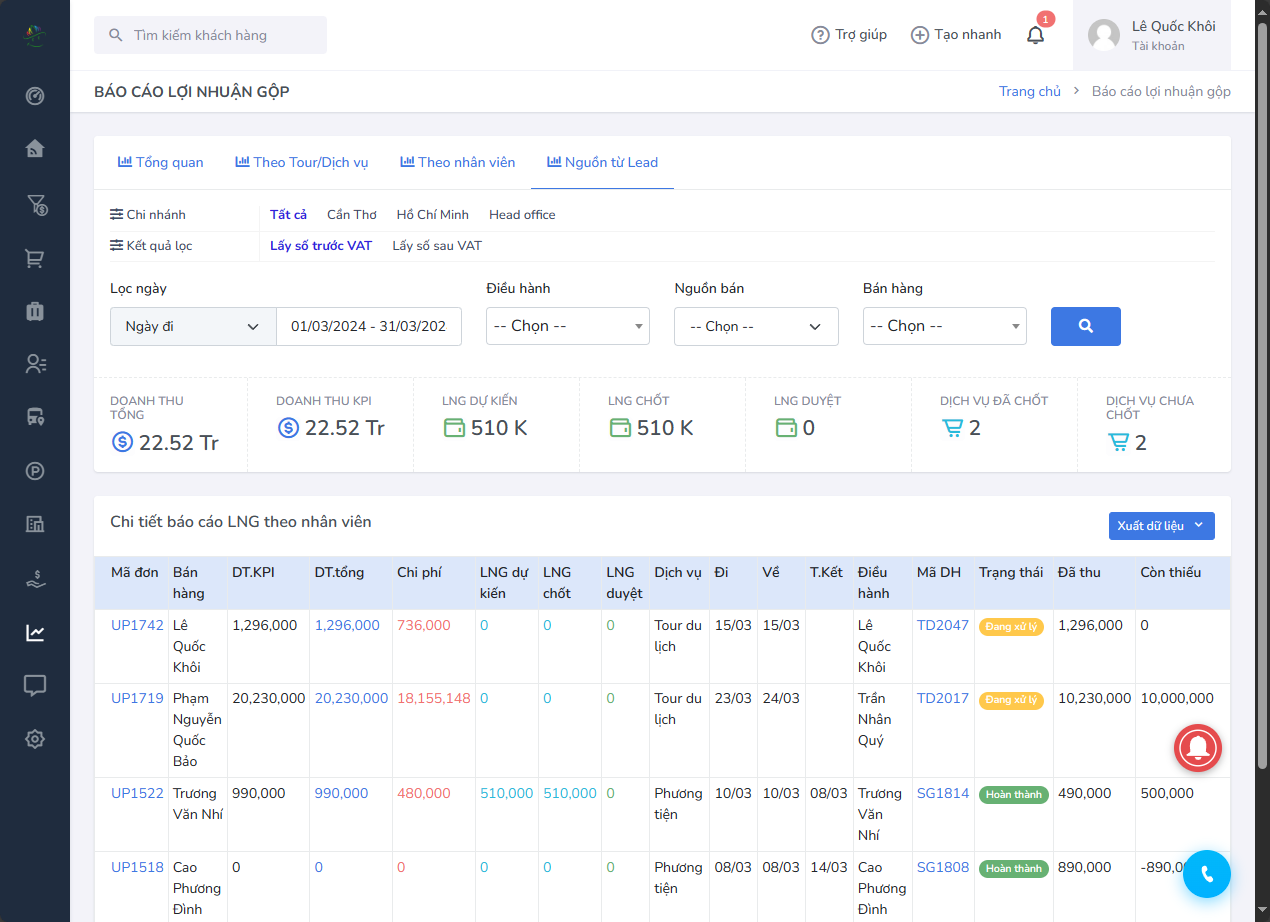 Tìm kiếm khách hàng
Trợ giúp
Tạo nhanh
1
Lê Quốc Khôi
Tài khoản
BÁO CÁO LỢI NHUẬN GỘP
Trang chủ > Báo cáo lợi nhuận gộp
Tổng quan Theo Tour/Dịch vụ Theo nhân viên Nguồn từ Lead
Chi nhánh Tất cả Cần Thơ Hồ Chí Minh Head office
Kết quả lọc Lấy số trước VAT Lấy số sau VAT
Lọc ngày Điều hành Nguồn bán Bán hàng
Ngày đi 01/03/2024 - 31/03/202 -- Chọn -- -- Chọn -- -- Chọn --
DOANH THU TỔNG
22.52 Tr
DOANH THU KPI
22.52 Tr
LNG DỰ KIẾN
510 K
LNG CHỐT
510 K
LNG DUYỆT
0
DỊCH VỤ ĐÃ CHỐT
2
DỊCH VỤ CHƯA CHỐT
2
Chi tiết báo cáo LNG theo nhân viên
Xuất dữ liệu
Mã đơn Bán hàng DT.KPI DT.tổng Chi phí LNG dự kiến LNG chốt LNG duyệt Dịch vụ Đi Về T.Kết Điều hành Mã DH Trạng thái Đã thu Còn thiếu
UP1742 Lê Quốc Khôi 1,296,000 1,296,000 736,000 0 0 0 Tour du lịch 15/03 15/03 Lê Quốc Khôi TD2047 Đang xử lý 1,296,000 0
UP1719 Phạm Nguyễn Quốc Bảo 20,230,000 20,230,000 18,155,148 0 0 0 Tour du lịch 23/03 24/03 Trần Nhân Quý TD2017 Đang xử lý 10,230,000 10,000,000
UP1522 Trương Văn Nhí 990,000 990,000 480,000 510,000 510,000 0 Phương tiện 10/03 10/03 08/03 Trương Văn Nhí SG1814 Hoàn thành 490,000 500,000
UP1518 Cao Phương Đình 0 0 0 0 0 0 Phương tiện 08/03 08/03 14/03 Cao Phương Đình SG1808 Hoàn thành 890,000